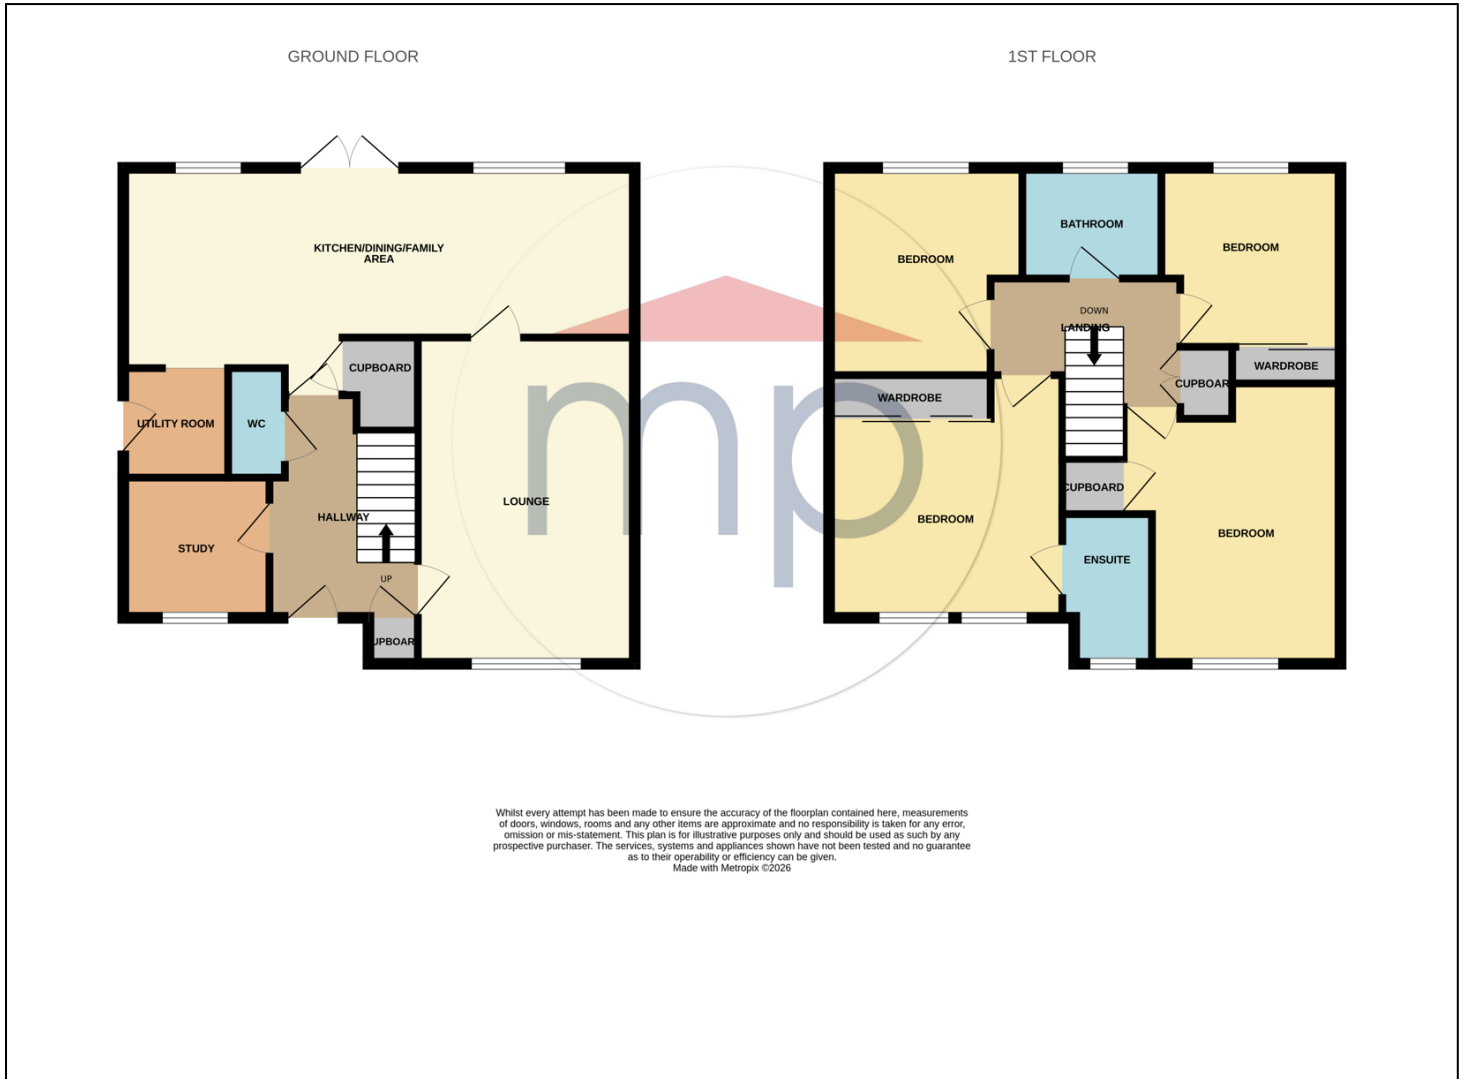 GROUND FLOOR
1ST FLOOR
KITCHEN/DINING/FAMILY
AREA
CUPBOARD
UTILITY ROOM
WC
LOUNGE
HALLWAY
STUDY
UP
UPBOAR
BATHROOM
BEDROOM
BEDROOM
DOWN
LANDING
WARDROBE
CUPBOAR
WARDROBE
CUPBOARD
BEDROOM
BEDROOM
ENSUITE
mp
Whilst every attempt has been made to ensure the accuracy of the floorplan contained here, measurements
of doors, windows, rooms and any other items are approximate and no responsibility is taken for any error,
omission or mis-statement. This plan is for illustrative purposes only and should be used as such by any
prospective purchaser. The services, systems and appliances shown have not been tested and no guarantee
as to their operability or efficiency can be given.
Made with Metropix ©2026